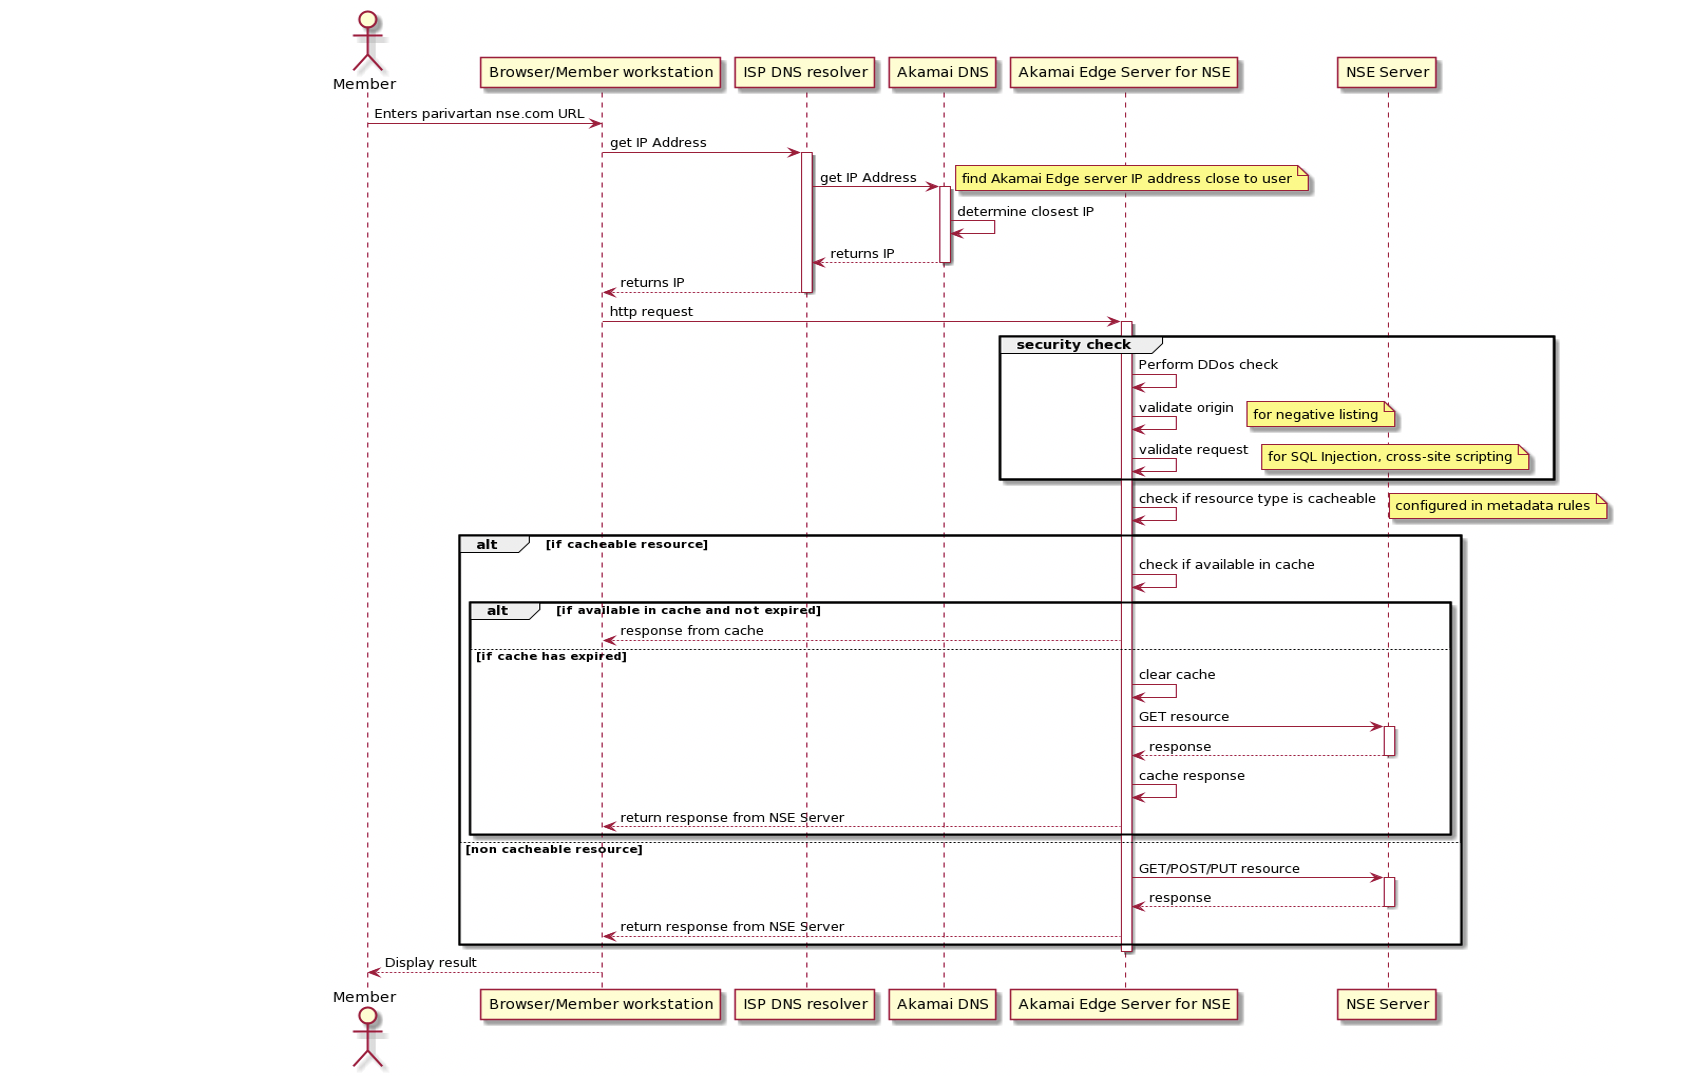 Member
Browser/Member workstation
ISP DNS resolver
Akamai DNS
Akamai Edge Server for NSE
NSE Server
Enters parivartan nse.com URL
get IP Address
get IP Address
find Akamai Edge server IP address close to user
determine closest IP
returns IP
returns IP
http request
security check
Perform DDos check
validate origin
for negative listing
validate request
for SQL Injection, cross-site scripting
check if resource type is cacheable
configured in metadata rules
alt
[if cacheable resource]
check if available in cache
alt
[if available in cache and not expired]
response from cache
[if cache has expired]
clear cache
GET resource
response
cache response
return response from NSE Server
[non cacheable resource]
GET/POST/PUT resource
response
return response from NSE Server
Display result
Member
Browser/Member workstation
ISP DNS resolver
Akamai DNS
Akamai Edge Server for NSE
NSE Server